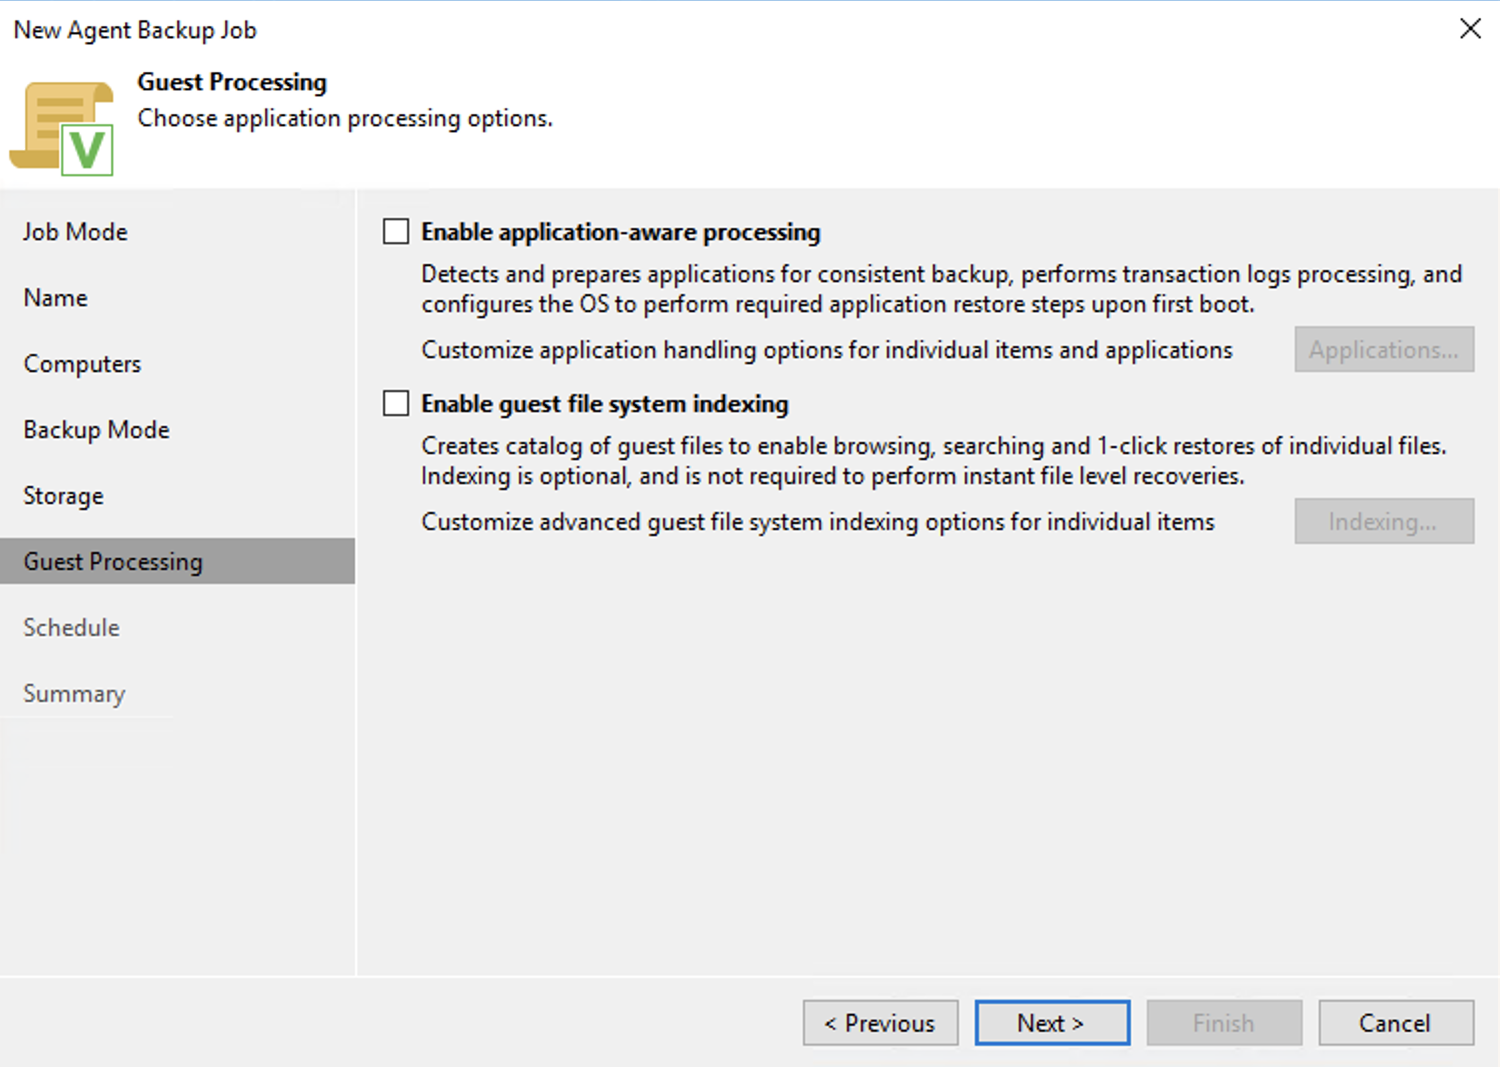 New Agent Backup Job
Guest Processing
Choose application processing options.
V
Job Mode
Name
Computers
Backup Mode
Storage
Guest Processing
Schedule
Summary
Enable application-aware processing
Detects and prepares applications for consistent backup, performs transaction logs processing, and
configures the OS to perform required application restore steps upon first boot.
Customize application handling options for individual items and applications
Applications...
Enable guest file system indexing
Creates catalog of guest files to enable browsing, searching and 1-click restores of individual files.
Indexing is optional, and is not required to perform instant file level recoveries.
Customize advanced guest file system indexing options for individual items
Indexing...
< Previous
Next >
Finish
Cancel